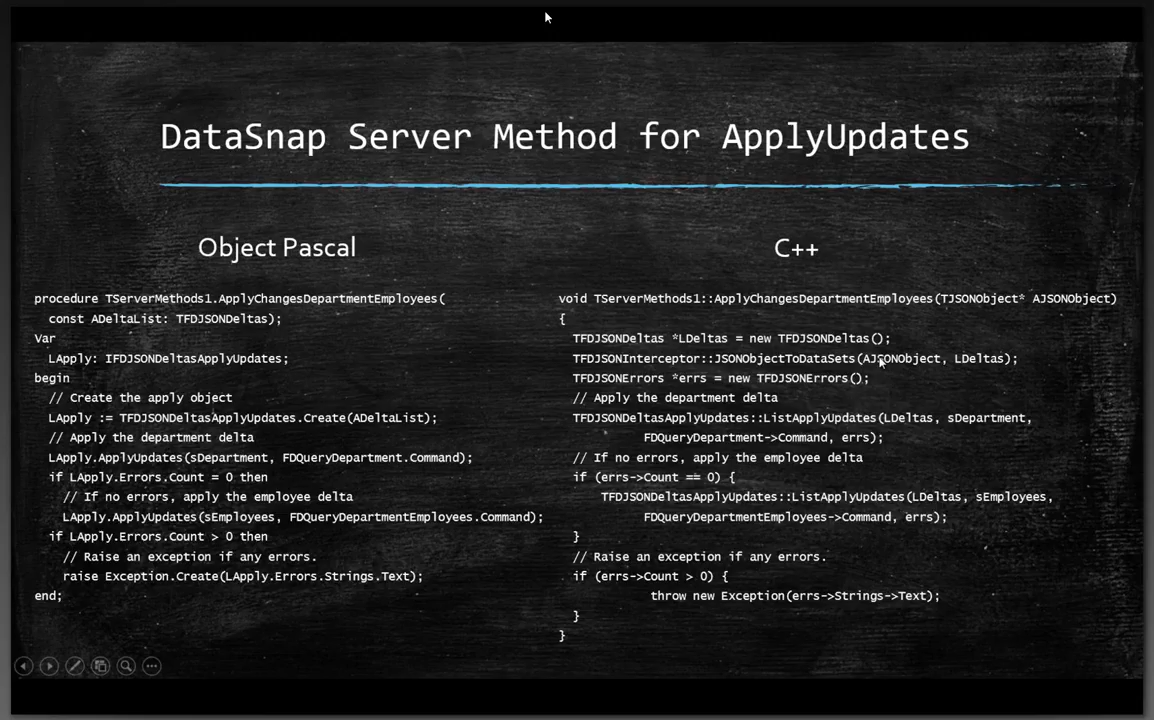 DataSnap Server Method for ApplyUpdates
Object Pascal
procedure TServerMethods1.ApplyChangesDepartmentEmployees(
const ADeltaList: TFDJSONDeltas);
Var
LApply: IFDJSONDeltasApplyUpdates;
begin
// Create the apply object
LApply := TFDJSONDeltasApplyUpdates.Create(ADeltaList);
// Apply the department delta
LApply.ApplyUpdates(sDepartment, FDQueryDepartment.Command);
if LApply.Errors.Count = 0 then
// If no errors, apply the employee delta
LApply.ApplyUpdates(sEmployees, FDQueryDepartmentEmployees.Command);
if LApply.Errors.Count > 0 then
// Raise an exception if any errors.
raise Exception.Create(LApply.Errors.Strings.Text);
end;
C++
void TServerMethods1::ApplyChangesDepartmentEmployees(TJSONObject* AJSONObject)
{
TFDJSONDeltas *LDeltas = new TFDJSONDeltas();
TFDJSONInterceptor::JSONObjectToDataSets(AJSONObject, LDeltas);
TFDJSONErrors *errs = new TFDJSONErrors();
// Apply the department delta
TFDJSONDeltasApplyUpdates::ListApplyUpdates(LDeltas, sDepartment,
FDQueryDepartment->Command, errs);
// If no errors, apply the employee delta
if (errs->Count == 0) {
TFDJSONDeltasApplyUpdates::ListApplyUpdates(LDeltas, sEmployees,
FDQueryDepartmentEmployees->Command, errs);
}
// Raise an exception if any errors.
if (errs->Count > 0) {
throw new Exception(errs->Strings->Text);
}
}